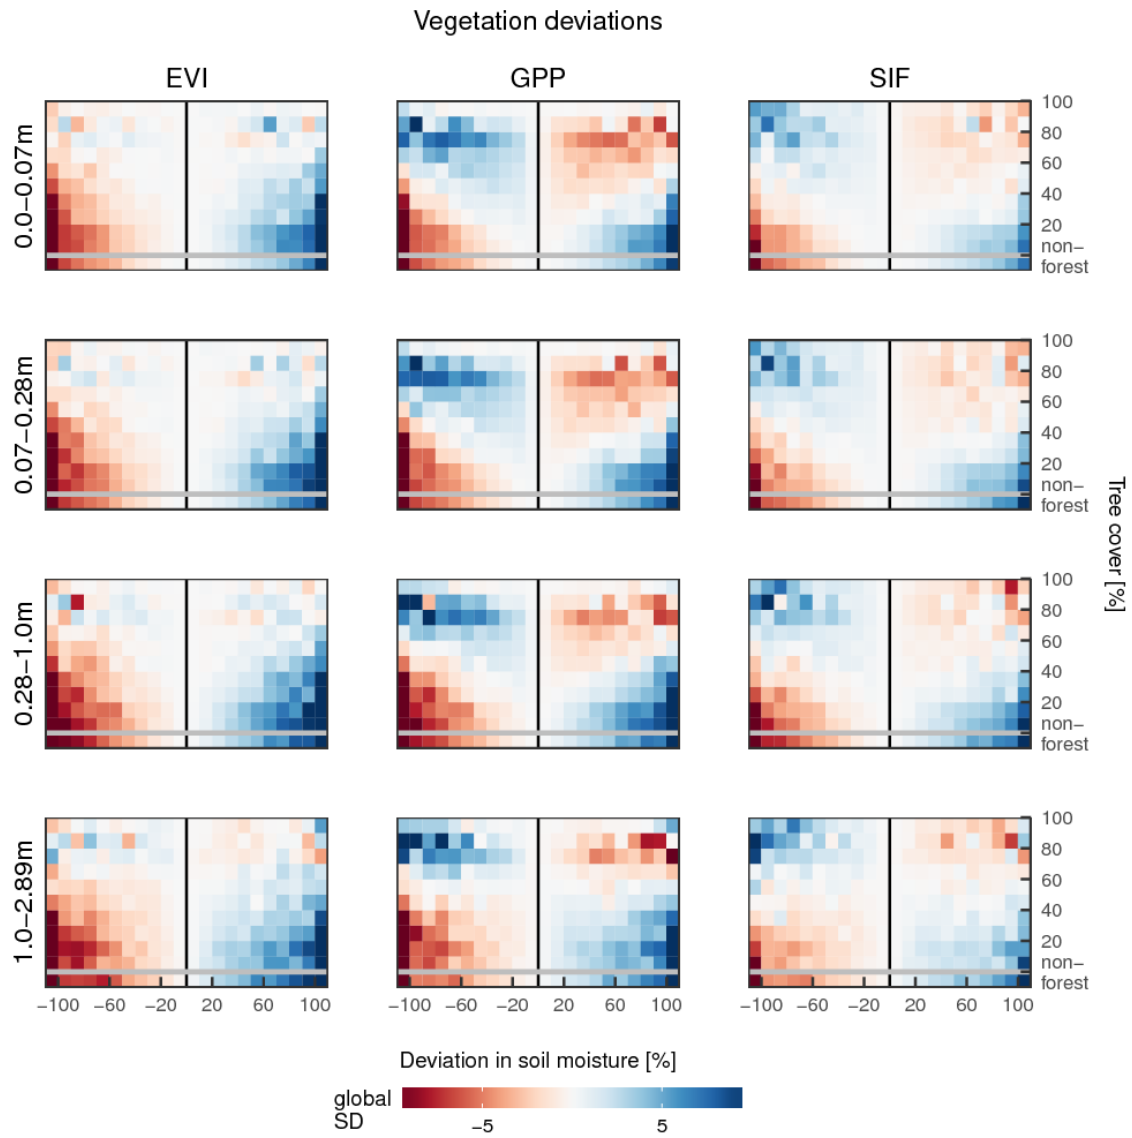 Vegetation deviations
EVI
GPP
SIF
0.0−0.07m
100
80
60
40
20
non−
forest
0.07−0.28m
100
80
60
40
20
non−
forest
Tree cover [%]
0.28−1.0m
100
80
60
40
20
non−
forest
1.0−2.89m
100
80
60
40
20
non−
forest
−100 −60 −20 20 60 100
−100 −60 −20 20 60 100
−100 −60 −20 20 60 100
Deviation in soil moisture [%]
global
SD
−5 5